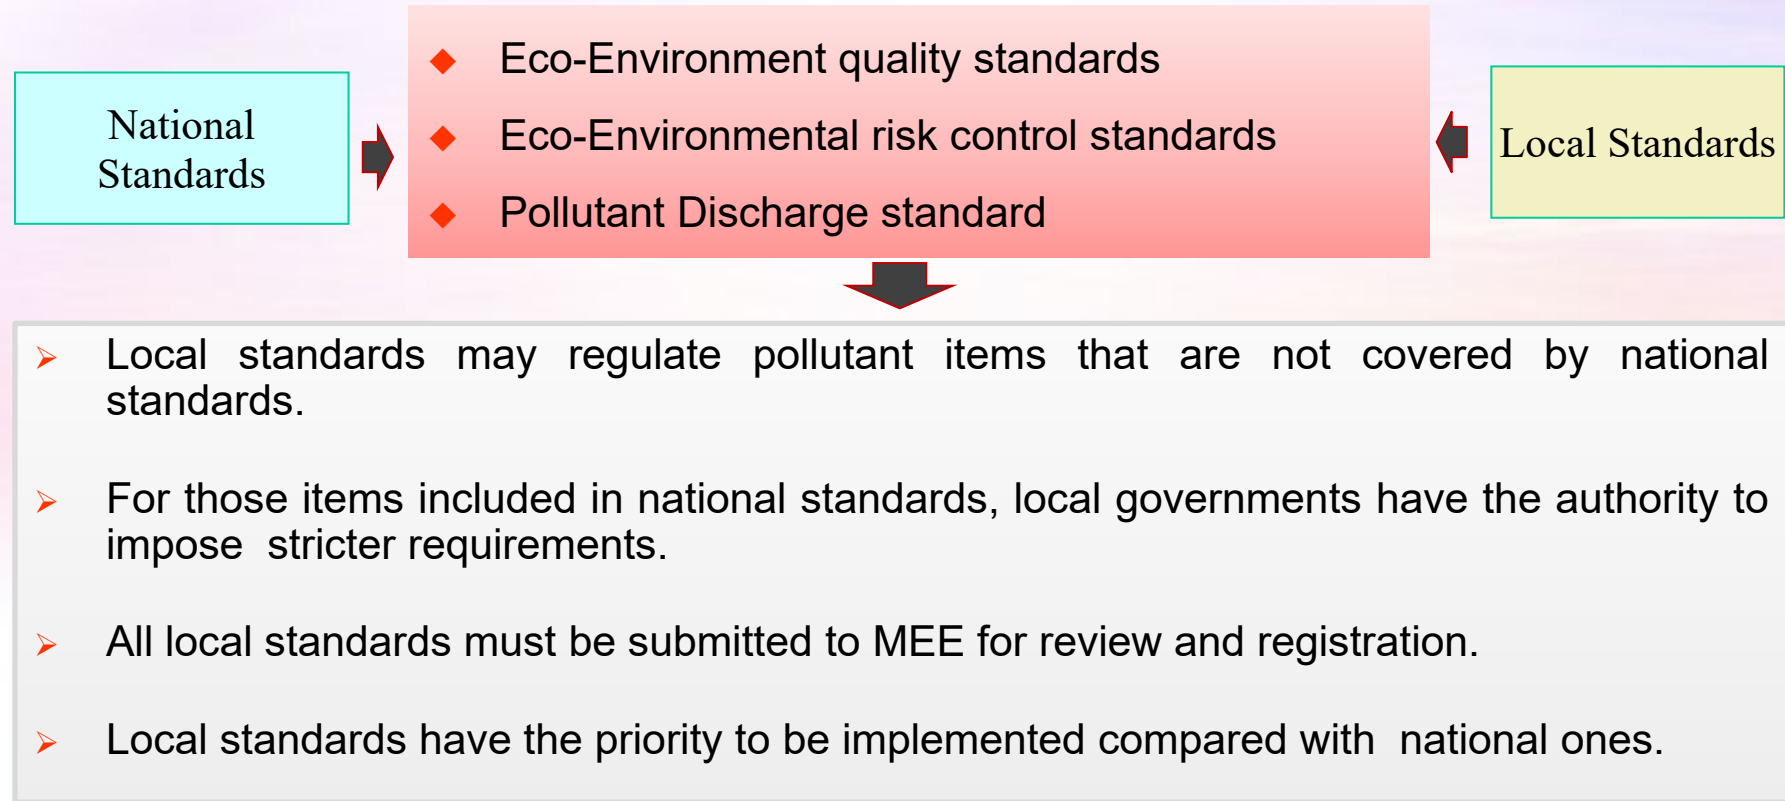 National
Standards
Eco-Environment quality standards
Eco-Environmental risk control standards
Pollutant Discharge standard
Local Standards
Local standards may regulate pollutant items that are not covered by national
standards.
For those items included in national standards, local governments have the authority to
impose  stricter requirements.
All local standards must be submitted to MEE for review and registration.
Local standards have the priority to be implemented compared with  national ones.